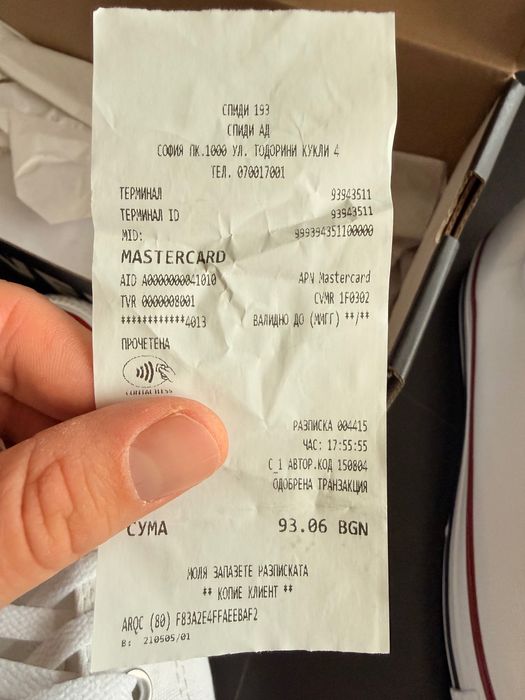 СПИДИ 193
СПИДИ АД
СОФИЯ ПК.1000 УЛ. ТОДОРИНИ КУКЛИ 4
ТЕЛ. 070017001
ТЕРМИНАЛ 93943511
ТЕРМИНАЛ ID 93943511
MID: 999394351100000
MASTERCARD
AID A0000000041010 APN Mastercard
TVR 0000008001 CVMR 1F0302
************4013 ВАЛИДНО ДО (ММГГ) **/**
ПРОЧЕТЕНА
CONTACTLESS
РАЗПИСКА 004415
ЧАС: 17:55:55
C_1 АВТОР.КОД 150804
ОДОБРЕНА ТРАНЗАКЦИЯ
СУМА 93.06 BGN
МОЛЯ ЗАПАЗЕТЕ РАЗПИСКАТА
** КОПИЕ КЛИЕНТ **
ARQC (80) F83A2E4FFAEEBAF2
B: 210505/01